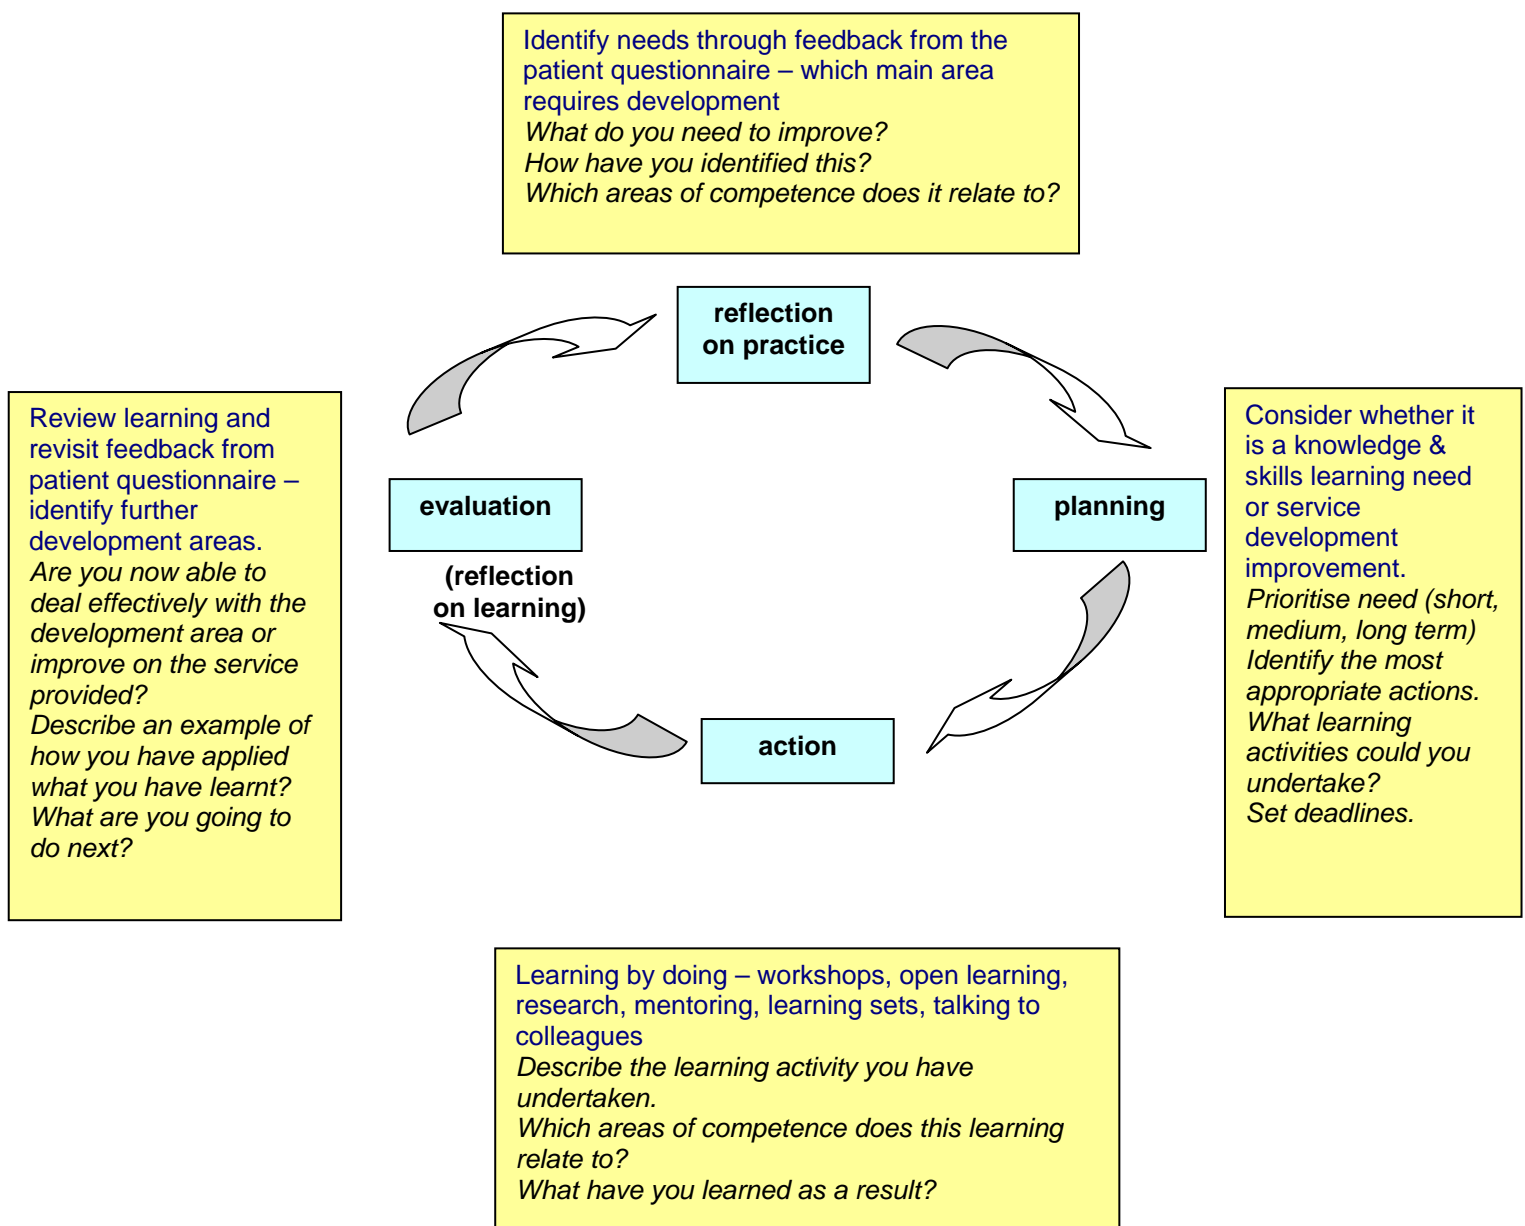 Identify needs through feedback from the
patient questionnaire – which main area
requires development
What do you need to improve?
How have you identified this?
Which areas of competence does it relate to?
reflection
on practice
Review learning and
revisit feedback from
patient questionnaire –
identify further
development areas.
Are you now able to
deal effectively with the
development area or
improve on the service
provided?
Describe an example of
how you have applied
what you have learnt?
What are you going to
do next?
evaluation
(reflection
on learning)
planning
Consider whether it
is a knowledge &
skills learning need
or service
development
improvement.
Prioritise need (short,
medium, long term)
Identify the most
appropriate actions.
What learning
activities could you
undertake?
Set deadlines.
action
Learning by doing – workshops, open learning,
research, mentoring, learning sets, talking to
colleagues
Describe the learning activity you have
undertaken.
Which areas of competence does this learning
relate to?
What have you learned as a result?